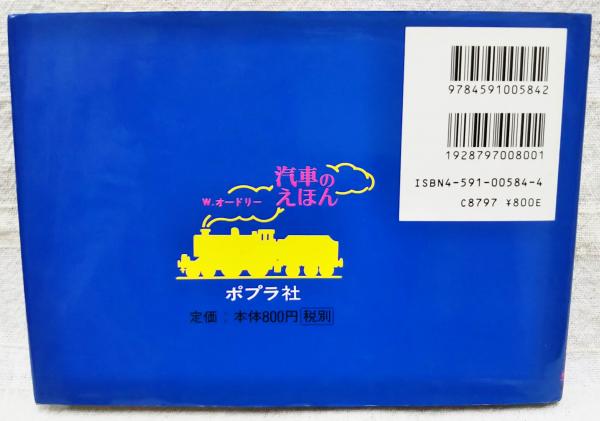 9784591005842
1928797008001
ISBN4-591-00584-4
C8797 ¥800E
汽車の
えほん
W.オードリー
ポプラ社
定価:本体800円 税別